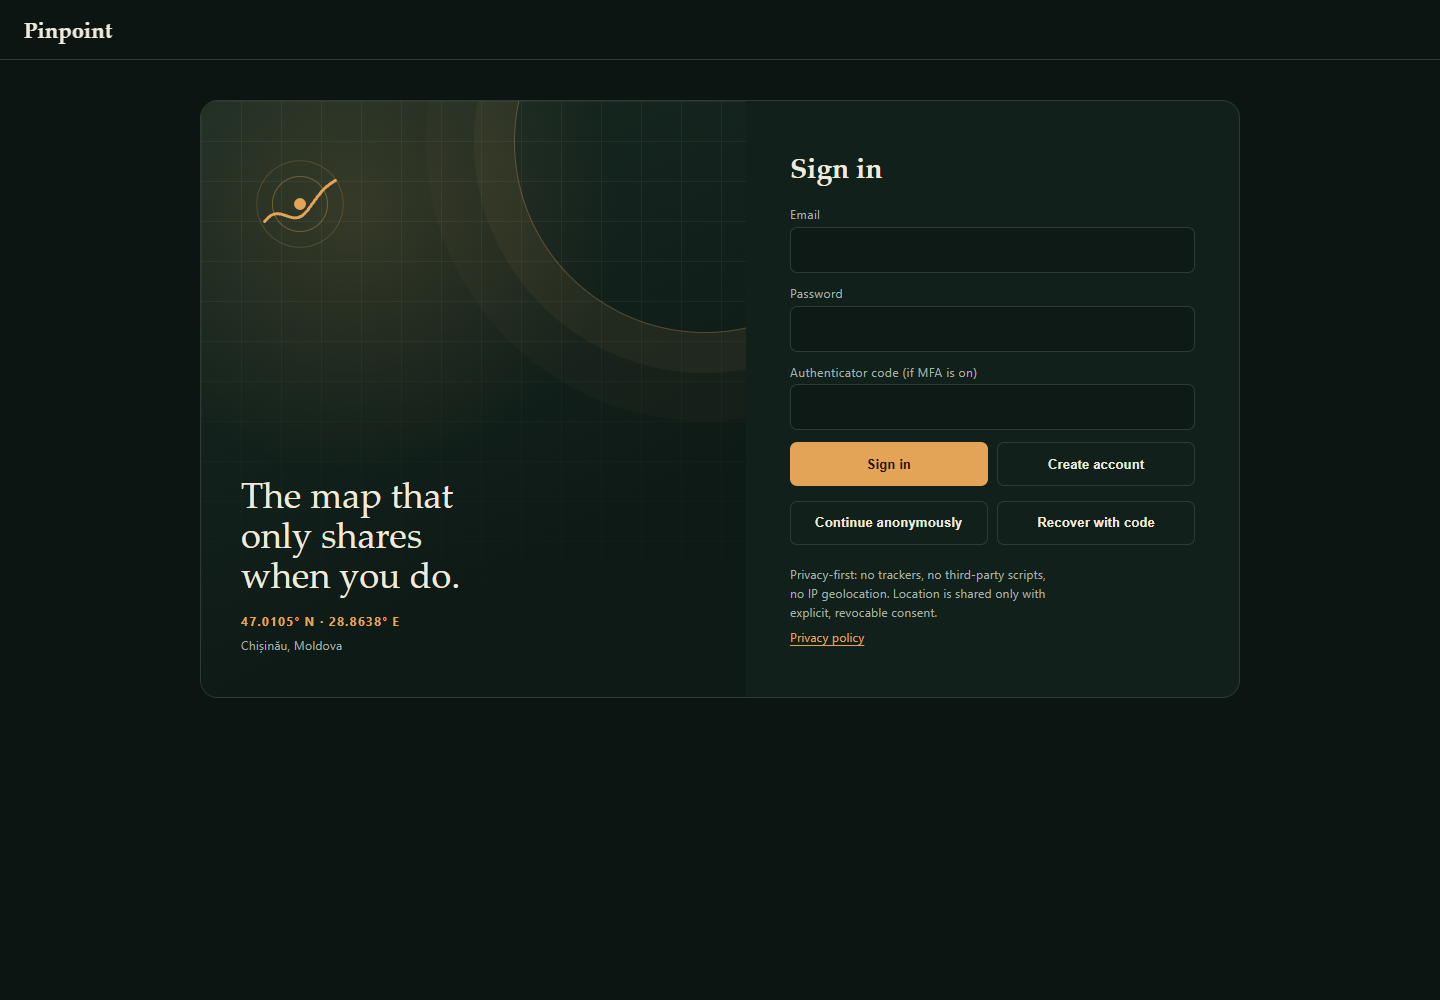 Pinpoint
The map that
only shares
when you do.
47.0105° N · 28.8638° E
Chișinău, Moldova
Sign in
Email
Password
Authenticator code (if MFA is on)
Sign in
Create account
Continue anonymously
Recover with code
Privacy-first: no trackers, no third-party scripts,
no IP geolocation. Location is shared only with
explicit, revocable consent.
Privacy policy